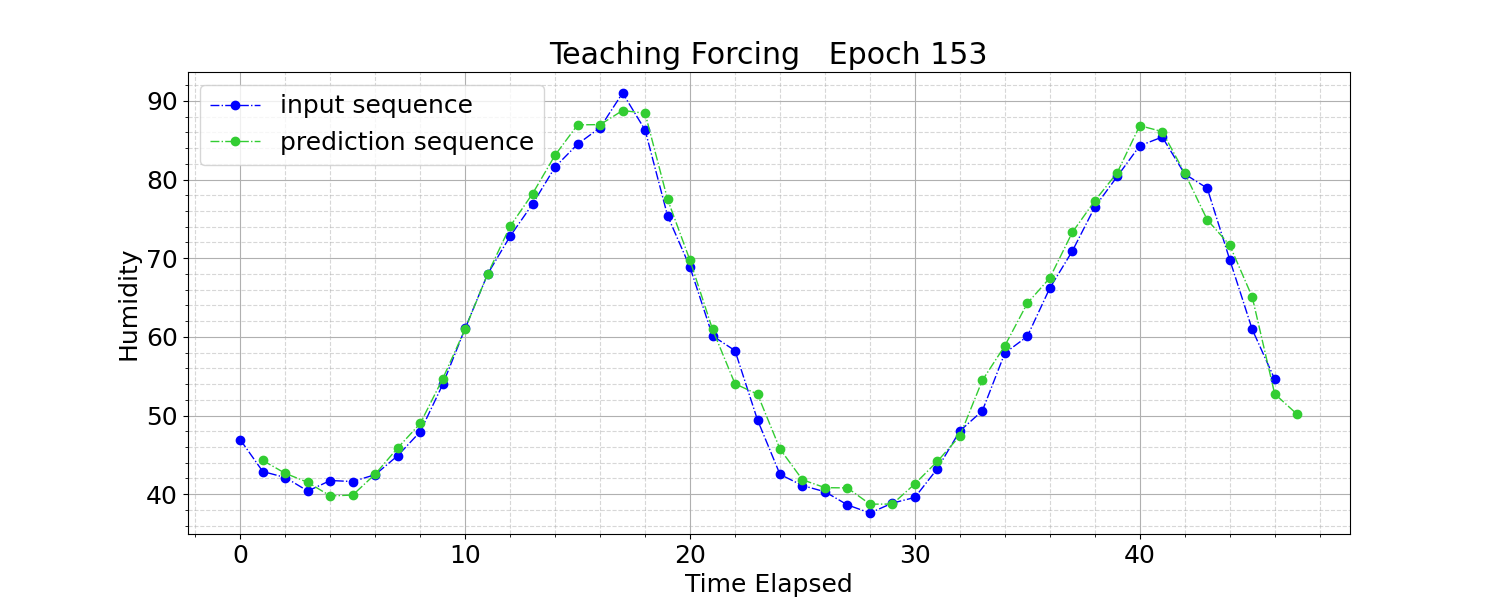 Teaching Forcing   Epoch 153
input sequence
prediction sequence
Humidity
90
80
70
60
50
40
0 10 20 30 40
Time Elapsed